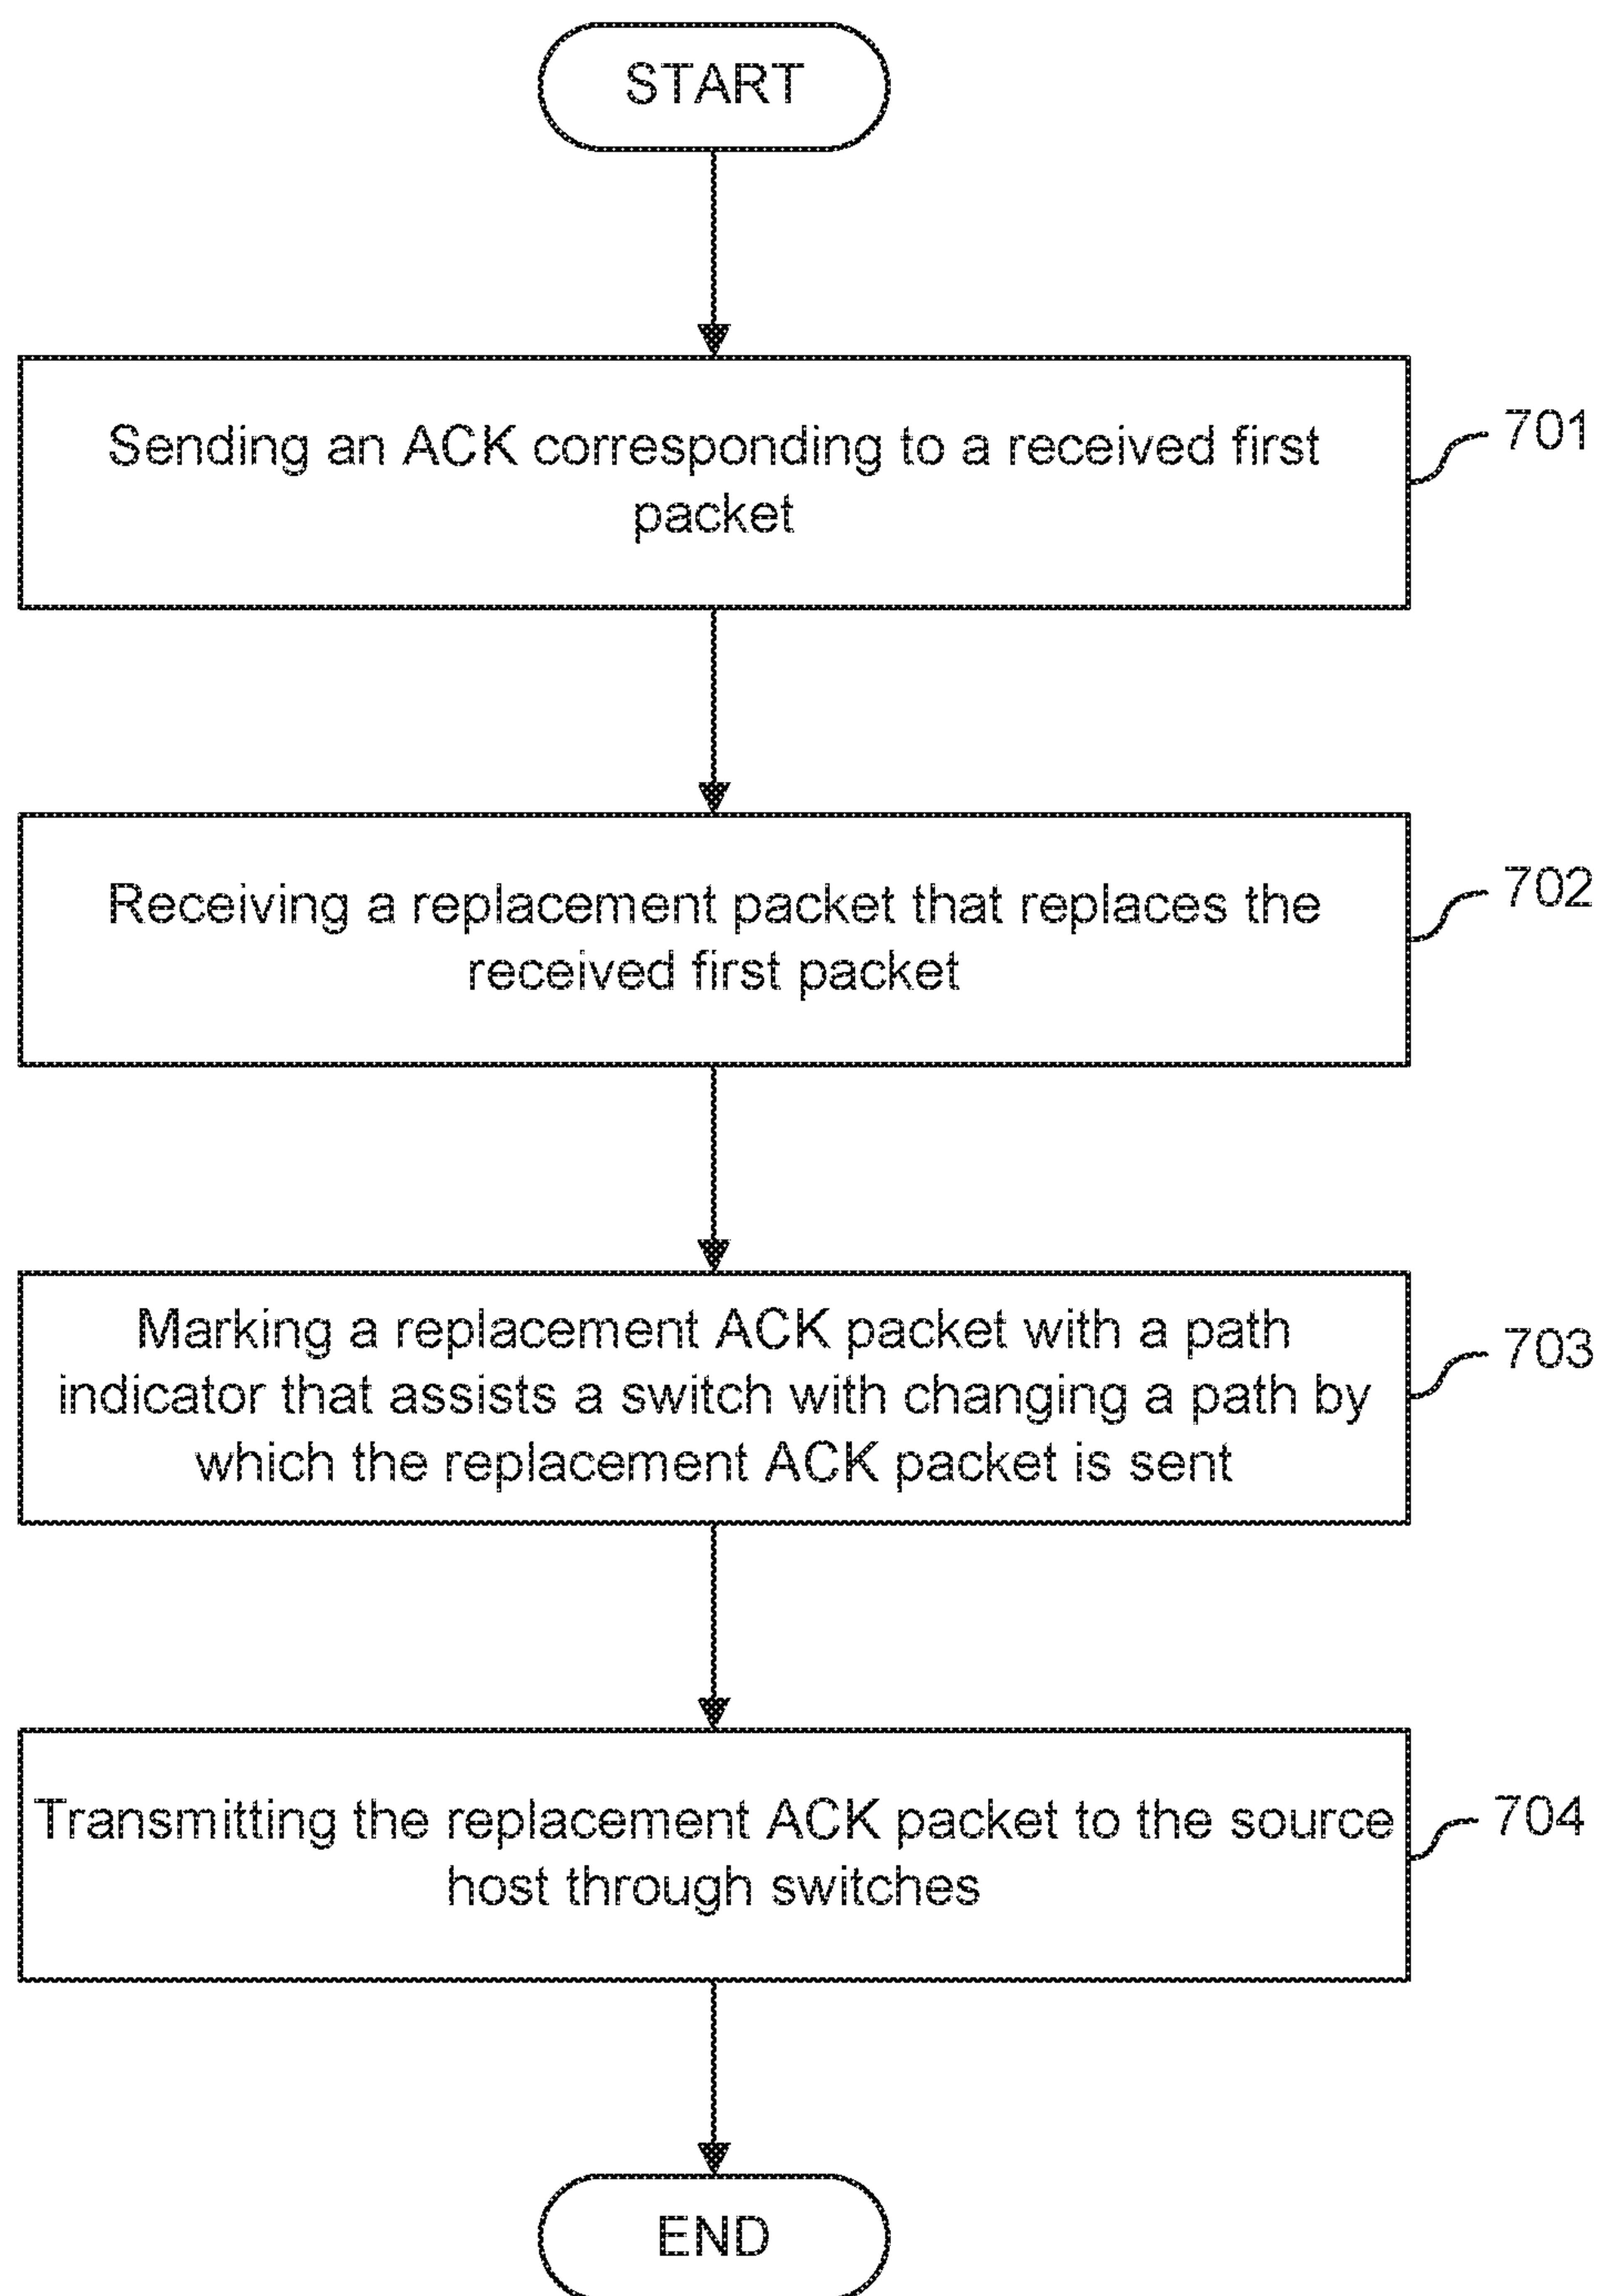 START
Sending an ACK corresponding to a received first
packet
701
Receiving a replacement packet that replaces the
received first packet
702
Marking a replacement ACK packet with a path
indicator that assists a switch with changing a path by
which the replacement ACK packet is sent
703
Transmitting the replacement ACK packet to the source
host through switches
704
END